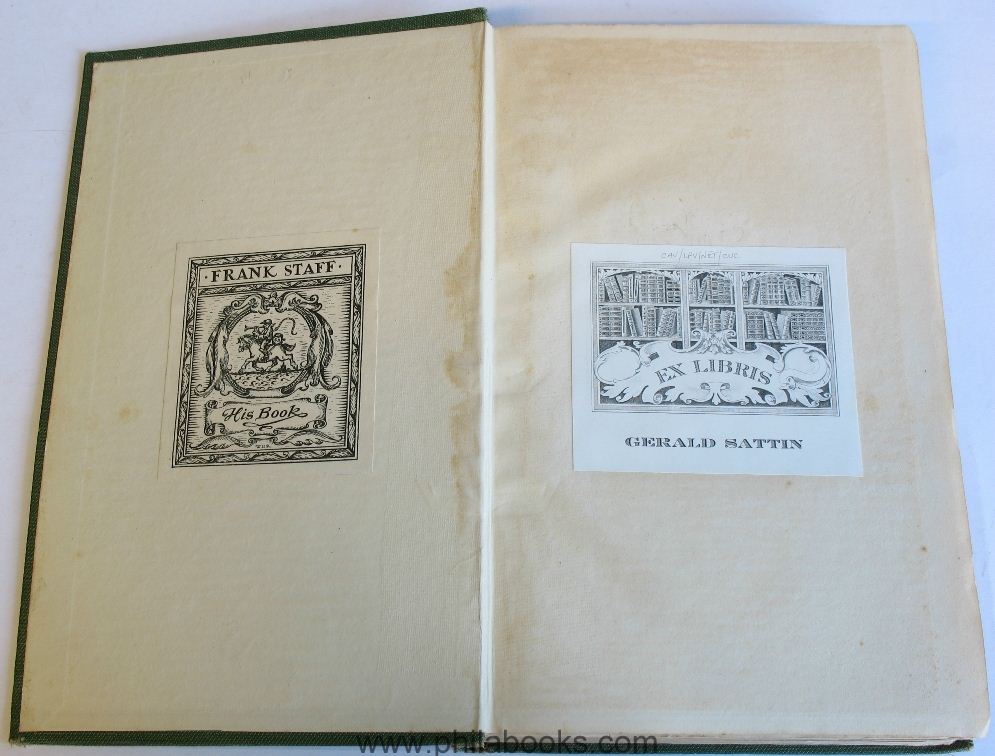 ·FRANK STAFF·
His Book
EX LIBRIS
GERALD SATTIN
www.philabooks.com